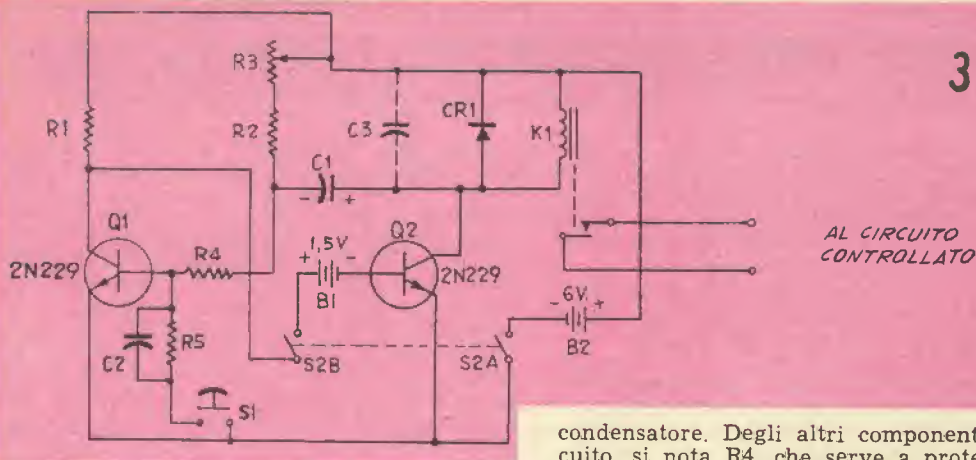 3
R1
R3
R2
C3
CR1
K1
C1
- +
Q1
2N229
R4
1,5V
+ -
B1
Q2
2N229
6V.
- +
B2
AL CIRCUITO
CONTROLLATO
C2
R5
S2B
S2A
S1
condensatore. Degli altri component
cuito, si nota R4, che serve a prote